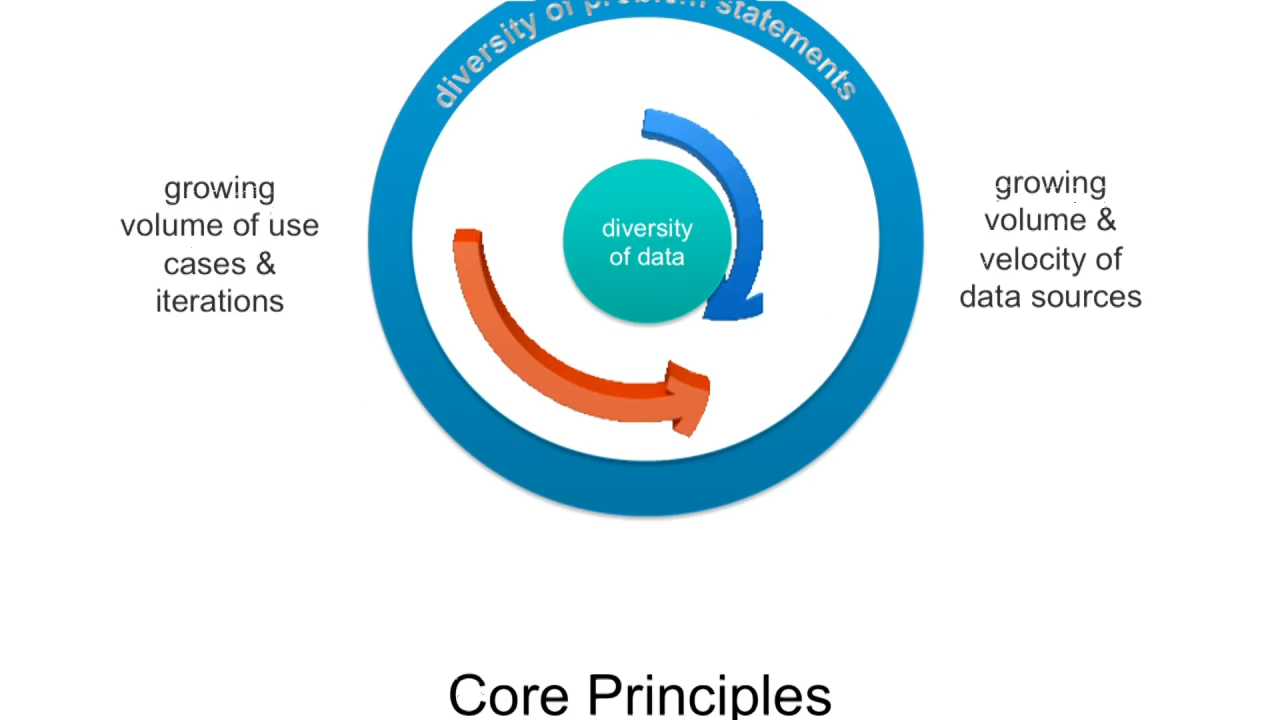 diversity of problem statements
growing
volume of use
cases &
iterations
diversity
of data
growing
volume &
velocity of
data sources
Core Principles